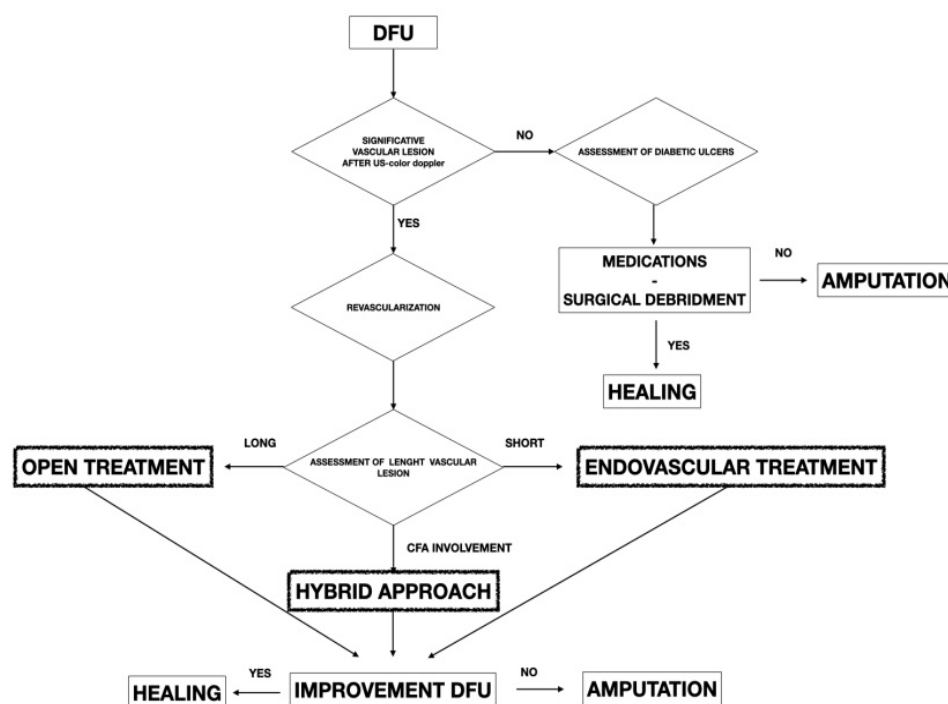 DFU
SIGNIFICATIVE
VASCULAR LESION
AFTER US-color doppler
NO
ASSESSMENT OF DIABETIC ULCERS
YES
MEDICATIONS
-
SURGICAL DEBRIDMENT
NO
AMPUTATION
REVASCULARIZATION
YES
HEALING
LONG
ASSESSMENT OF LENGHT VASCULAR
LESION
SHORT
OPEN TREATMENT
ENDOVASCULAR TREATMENT
CFA INVOLVEMENT
HYBRID APPROACH
HEALING
YES
IMPROVEMENT DFU
NO
AMPUTATION